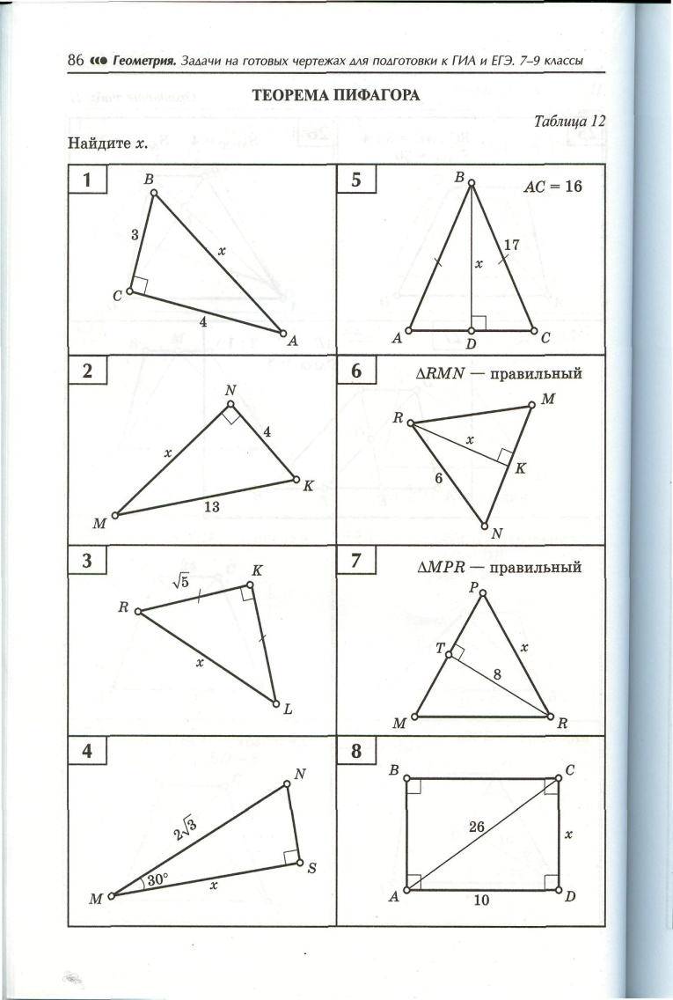 86 ««● Геометрия. Задачи на готовых чертежах для подготовки к ГИА и ЕГЭ. 7–9 классы
ТЕОРЕМА ПИФАГОРА
Таблица 12
Найдите x.
1
B
3
x
C
4
A
5
AC = 16
B
17
x
A
D
C
2
N
4
x
K
13
M
6
ΔRMN — правильный
M
R
x
K
6
N
3
K
√5
R
x
L
7
ΔMPR — правильный
P
T
x
8
M
R
4
N
2√3
S
30°
x
M
8
B
C
26
x
A
D
10